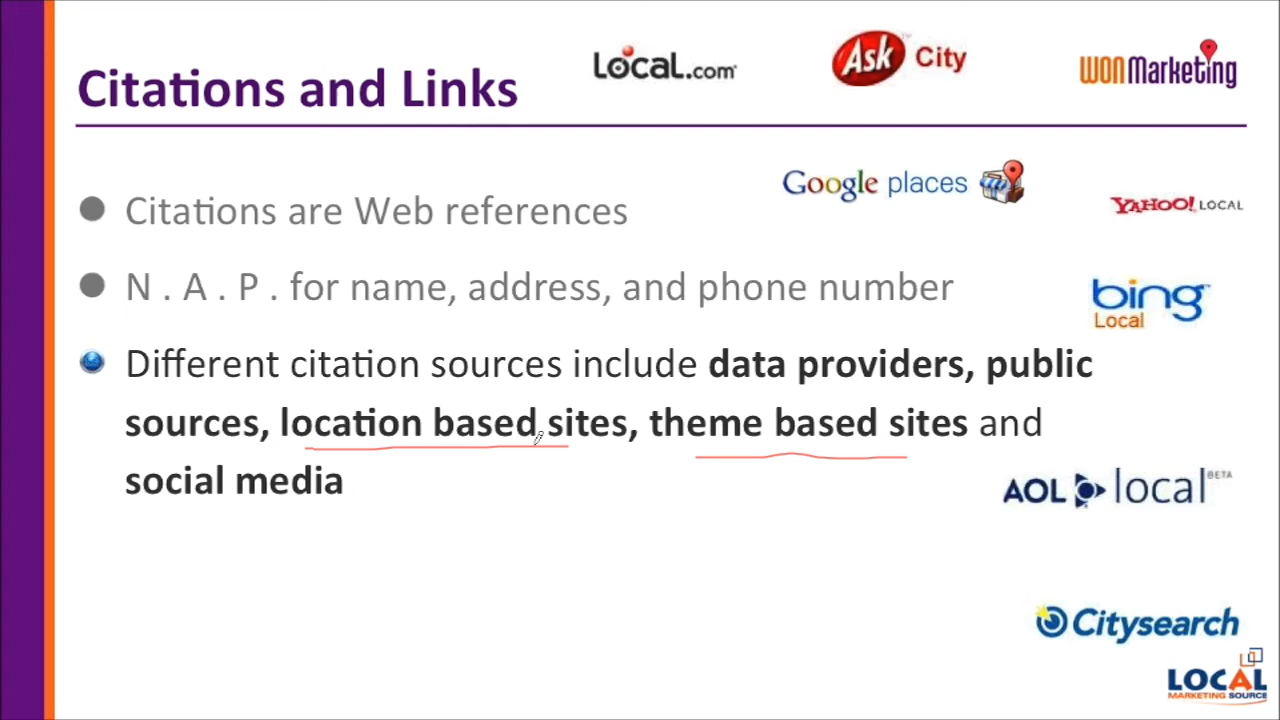 LOCAL.com
Ask City
WONMarketing
Citations and Links
Google places
YAHOO! LOCAL
Citations are Web references
N . A . P . for name, address, and phone number
bing
Local
Different citation sources include data providers, public
sources, location based sites, theme based sites and
social media
AOL local BETA
Citysearch
LOCAL
MARKETING SOURCE